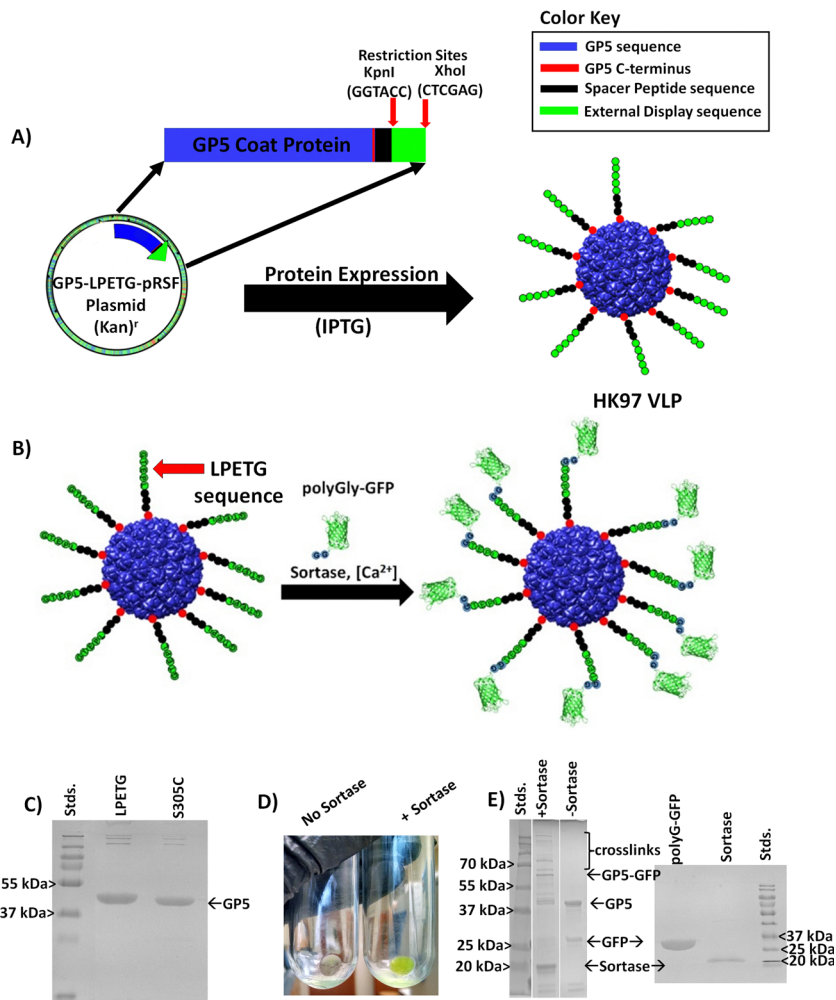 Color Key
GP5 sequence
GP5 C-terminus
Spacer Peptide sequence
External Display sequence
A)
Restriction Sites
KpnI XhoI
(GGTACC) (CTCGAG)
GP5 Coat Protein
GP5-LPETG-pRSF
Plasmid
(Kan)r
Protein Expression
(IPTG)
HK97 VLP
B)
LPETG
sequence
polyGly-GFP
Sortase, [Ca2+]
C)
Stds.
LPETG
S305C
55 kDa>
37 kDa>
←GP5
D)
No Sortase
+ Sortase
E)
Stds.
+Sortase
-Sortase
70 kDa>
55 kDa>
37 kDa>
25 kDa>
20 kDa>
crosslinks
←GP5-GFP
←GP5
←GFP→
←Sortase→
polyG-GFP
Sortase
Stds.
<37 kDa
<25 kDa
<20 kDa